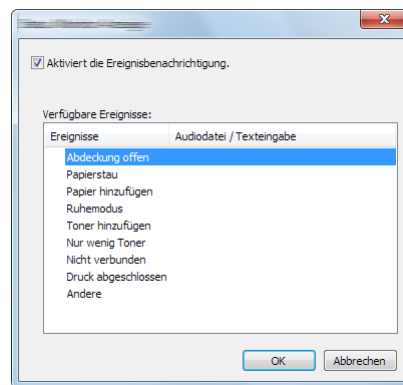 Aktiviert die Ereignisbenachrichtigung.
Verfügbare Ereignisse:
Ereignisse Audiodatei / Texteingabe
Abdeckung offen
Papierstau
Papier hinzufügen
Ruhemodus
Toner hinzufügen
Nur wenig Toner
Nicht verbunden
Druck abgeschlossen
Andere
OK Abbrechen